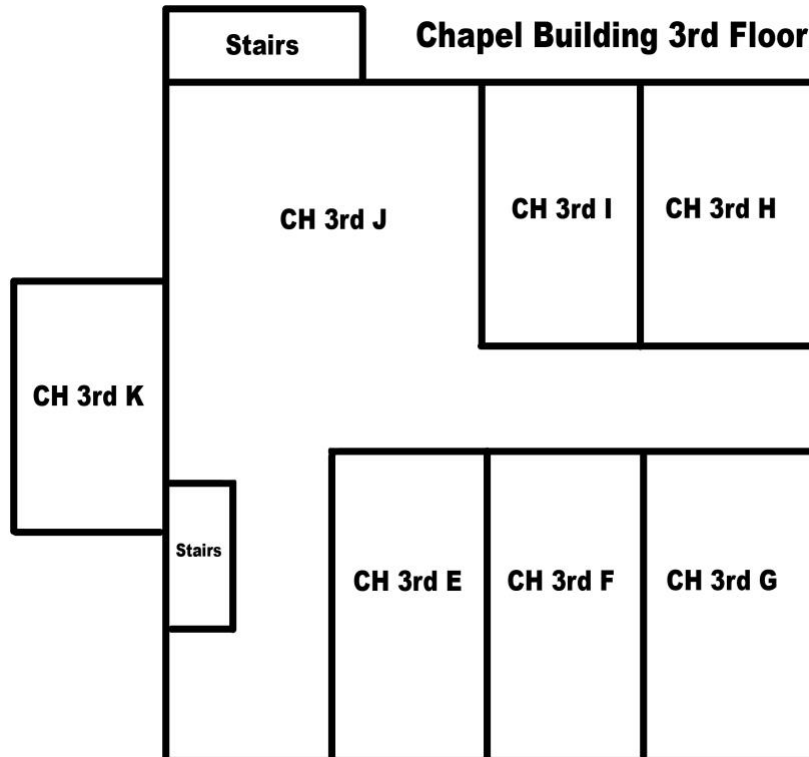 Stairs
Chapel Building 3rd Floor
CH 3rd J
CH 3rd I
CH 3rd H
CH 3rd K
Stairs
CH 3rd E
CH 3rd F
CH 3rd G